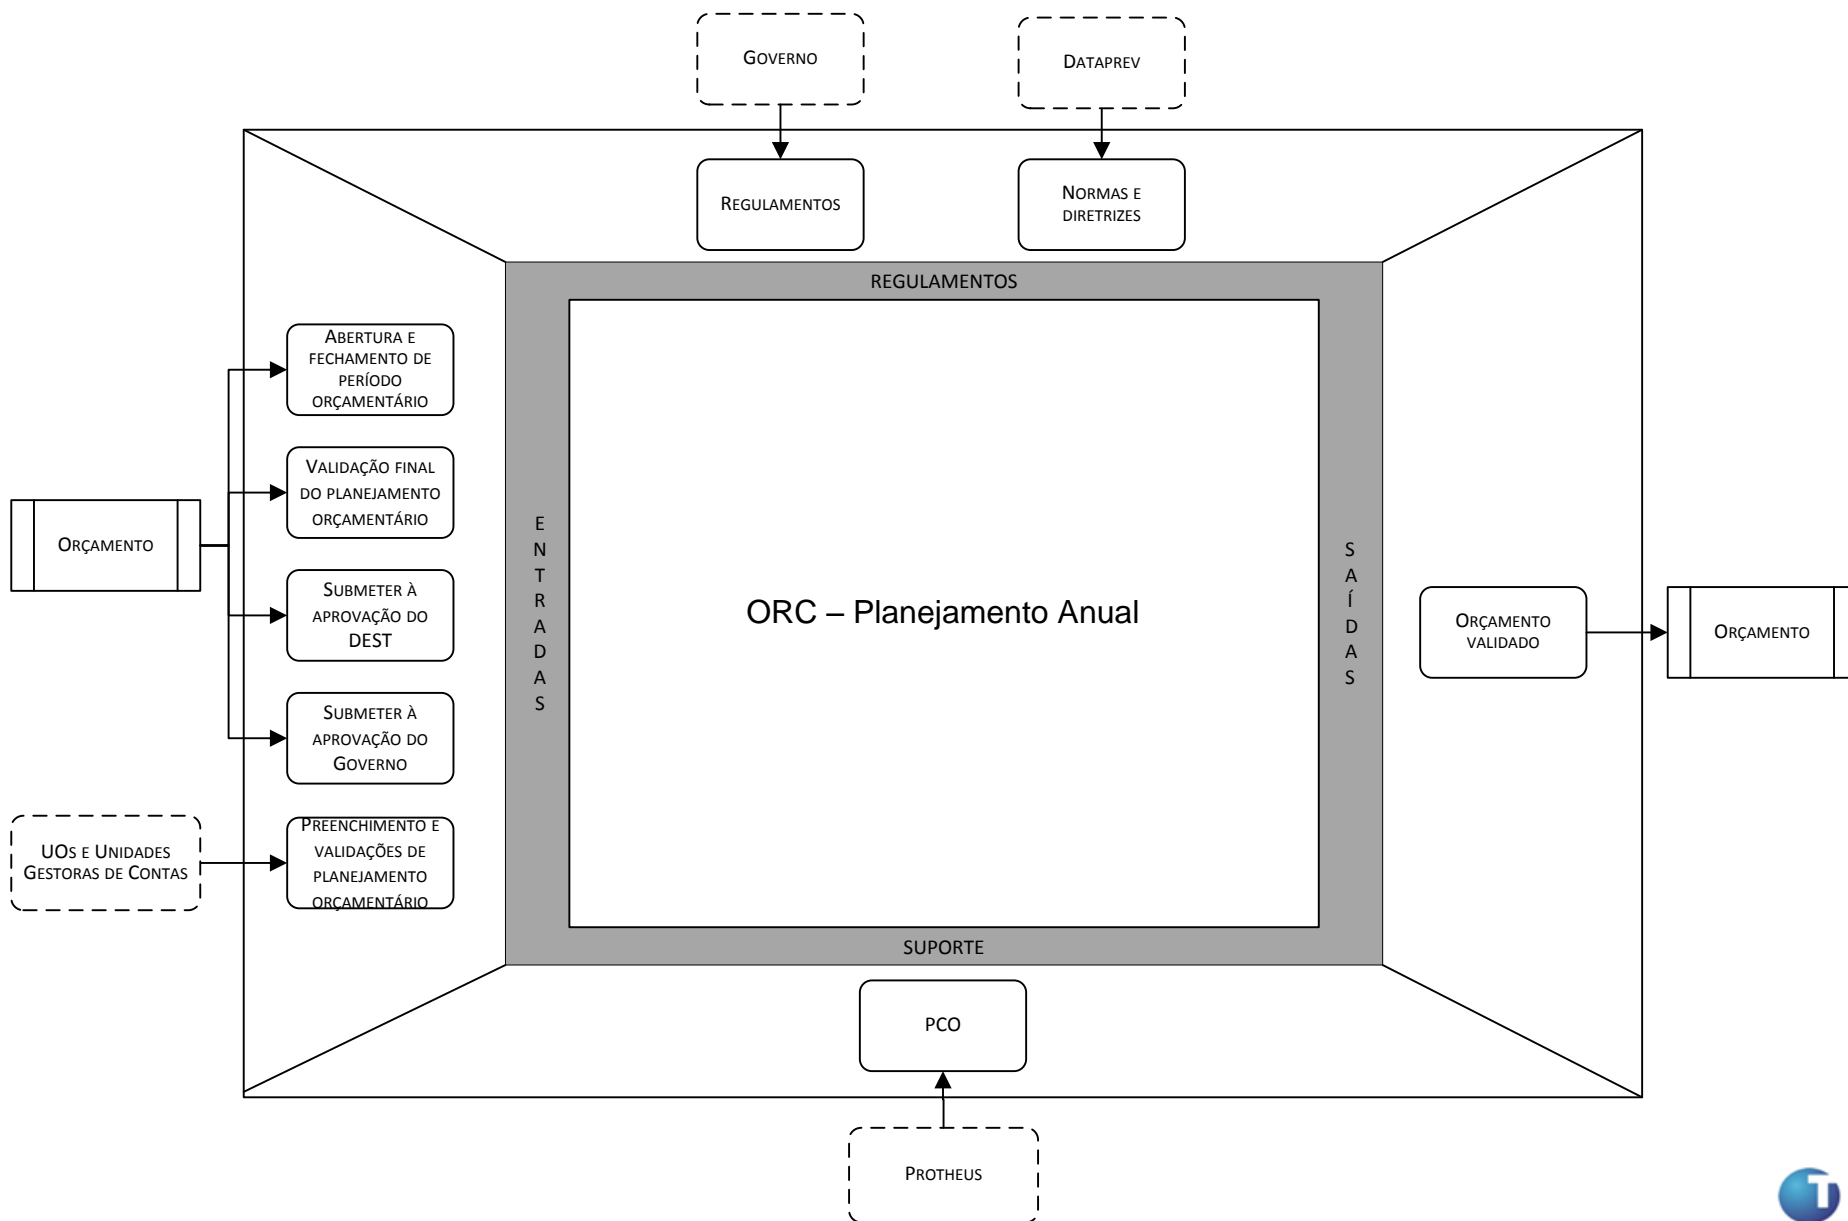 Governo
Dataprev
Regulamentos
Normas e
diretrizes
REGULAMENTOS
Abertura e
fechamento de
período
orçamentário
Validação final
do planejamento
orçamentário
Orçamento
Submeter à
aprovação do
DEST
Submeter à
aprovação do
Governo
UOs e Unidades
Gestoras de Contas
Preenchimento e
validações de
planejamento
orçamentário
ENTRADAS
ORC – Planejamento Anual
SAÍDAS
Orçamento
validado
Orçamento
SUPORTE
PCO
Protheus
T